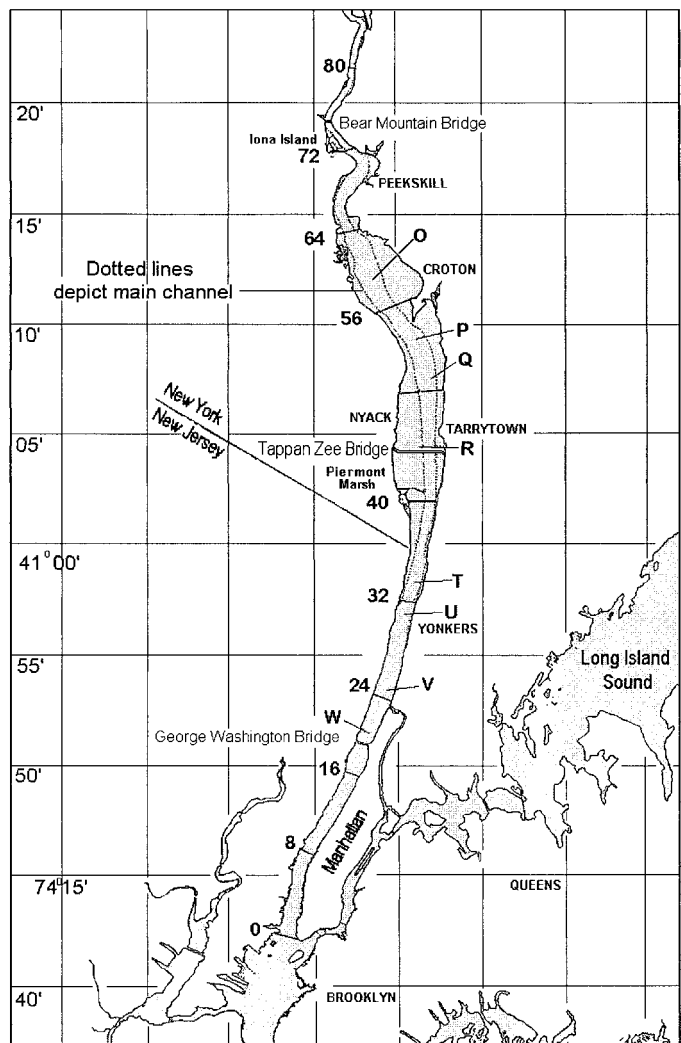 80
20'
Bear Mountain Bridge
Iona Island
72
PEEKSKILL
15'
64
O
Dotted lines
depict main channel
CROTON
56
10'
P
Q
New York
New Jersey
NYACK
TARRYTOWN
05'
Tappan Zee Bridge
R
Piermont
Marsh
40
41°00'
T
32
U
YONKERS
55'
Long Island
Sound
24
V
W
George Washington Bridge
50'
16
8
Manhattan
74°15'
QUEENS
0
40'
BROOKLYN